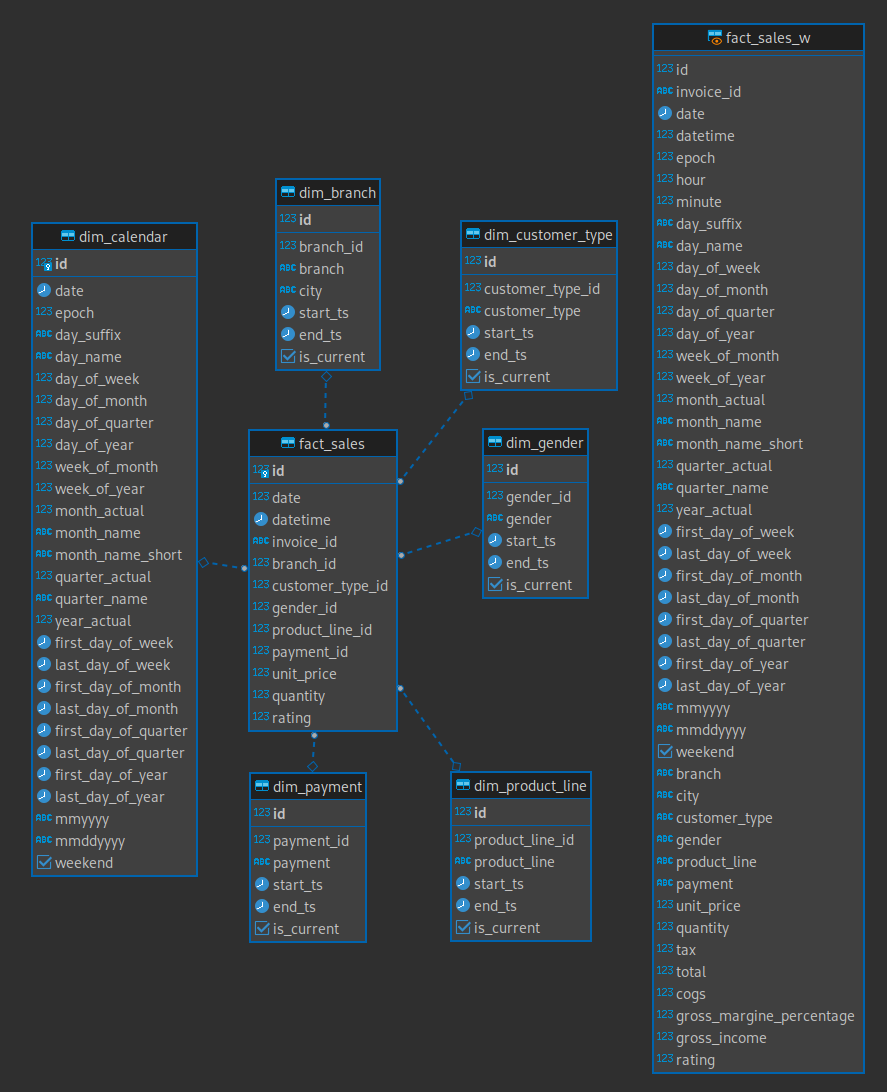 dim_calendar
123 id
date
123 epoch
ABC day_suffix
ABC day_name
123 day_of_week
123 day_of_month
123 day_of_quarter
123 day_of_year
123 week_of_month
123 week_of_year
123 month_actual
ABC month_name
ABC month_name_short
123 quarter_actual
ABC quarter_name
123 year_actual
first_day_of_week
last_day_of_week
first_day_of_month
last_day_of_month
first_day_of_quarter
last_day_of_quarter
first_day_of_year
last_day_of_year
ABC mmyyyy
ABC mmddyyyy
weekend
dim_branch
123 id
123 branch_id
ABC branch
ABC city
start_ts
end_ts
is_current
dim_customer_type
123 id
123 customer_type_id
ABC customer_type
start_ts
end_ts
is_current
fact_sales
123 id
123 date
datetime
ABC invoice_id
123 branch_id
123 customer_type_id
123 gender_id
123 product_line_id
123 payment_id
123 unit_price
123 quantity
123 rating
dim_gender
123 id
123 gender_id
ABC gender
start_ts
end_ts
is_current
dim_payment
123 id
123 payment_id
ABC payment
start_ts
end_ts
is_current
dim_product_line
123 id
123 product_line_id
ABC product_line
start_ts
end_ts
is_current
fact_sales_w
123 id
ABC invoice_id
date
123 datetime
123 epoch
123 hour
123 minute
ABC day_suffix
ABC day_name
123 day_of_week
123 day_of_month
123 day_of_quarter
123 day_of_year
123 week_of_month
123 week_of_year
123 month_actual
ABC month_name
ABC month_name_short
123 quarter_actual
ABC quarter_name
123 year_actual
first_day_of_week
last_day_of_week
first_day_of_month
last_day_of_month
first_day_of_quarter
last_day_of_quarter
first_day_of_year
last_day_of_year
ABC mmyyyy
ABC mmddyyyy
weekend
ABC branch
ABC city
ABC customer_type
ABC gender
ABC product_line
ABC payment
123 unit_price
123 quantity
123 tax
123 total
123 cogs
123 gross_margine_percentage
123 gross_income
123 rating